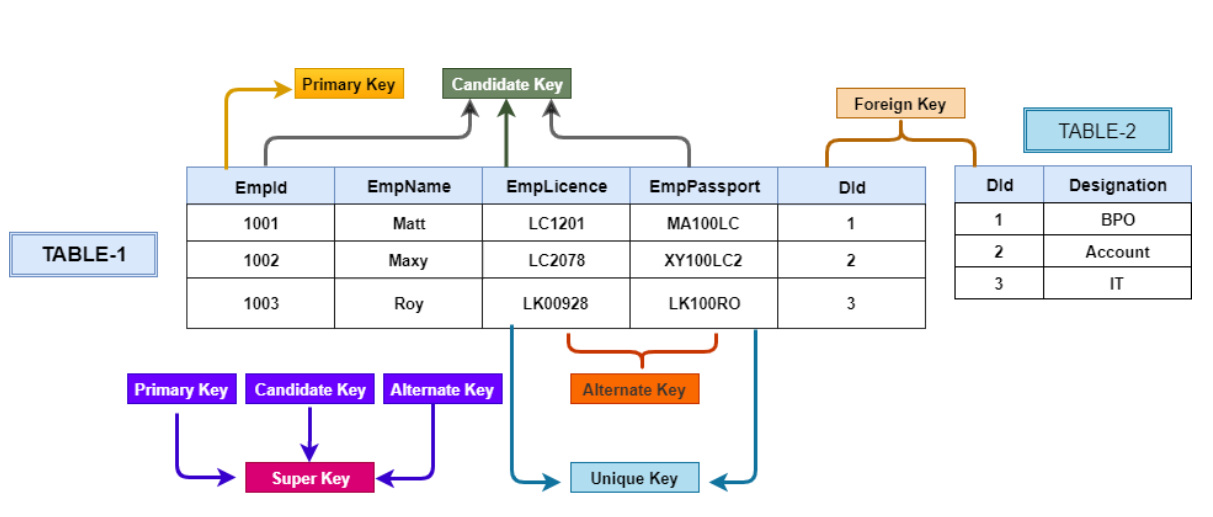 Primary Key
Candidate Key
Foreign Key
TABLE-2
EmpId EmpName EmpLicence EmpPassport DId
1001 Matt LC1201 MA100LC 1
1002 Maxy LC2078 XY100LC2 2
1003 Roy LK00928 LK100RO 3
DId Designation
1 BPO
2 Account
3 IT
TABLE-1
Primary Key
Candidate Key
Alternate Key
Alternate Key
Super Key
Unique Key